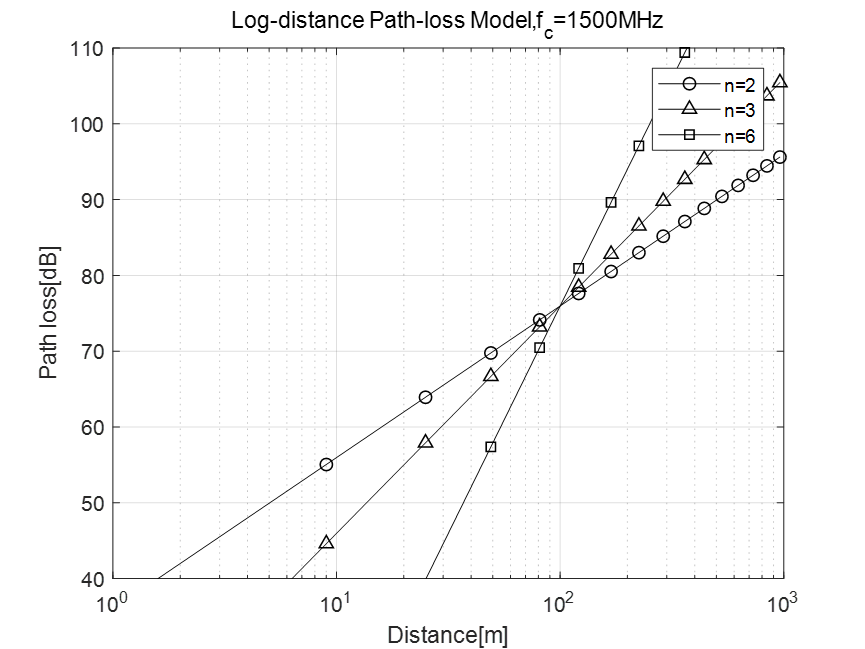 Log-distance Path-loss Model,f_c=1500MHz
110
100
90
80
70
60
50
40
Path loss[dB]
n=2
n=3
n=6
10^0
10^1
10^2
10^3
Distance[m]